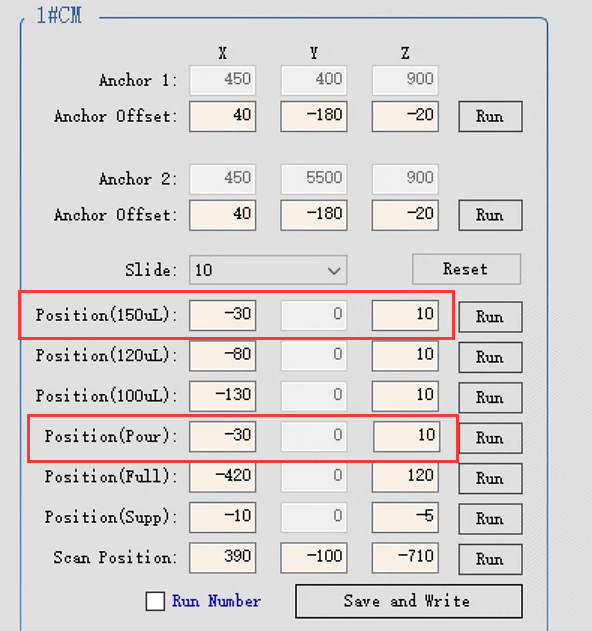 1#CM
X Y Z
Anchor 1: 450 400 900
Anchor Offset: 40 -180 -20 Run
Anchor 2: 450 5500 900
Anchor Offset: 40 -180 -20 Run
Slide: 10 Reset
Position(150uL): -30 0 10 Run
Position(120uL): -80 0 10 Run
Position(100uL): -130 0 10 Run
Position(Pour): -30 0 10 Run
Position(Full): -420 0 120 Run
Position(Supp): -10 0 -5 Run
Scan Position: 390 -100 -710 Run
Run Number Save and Write